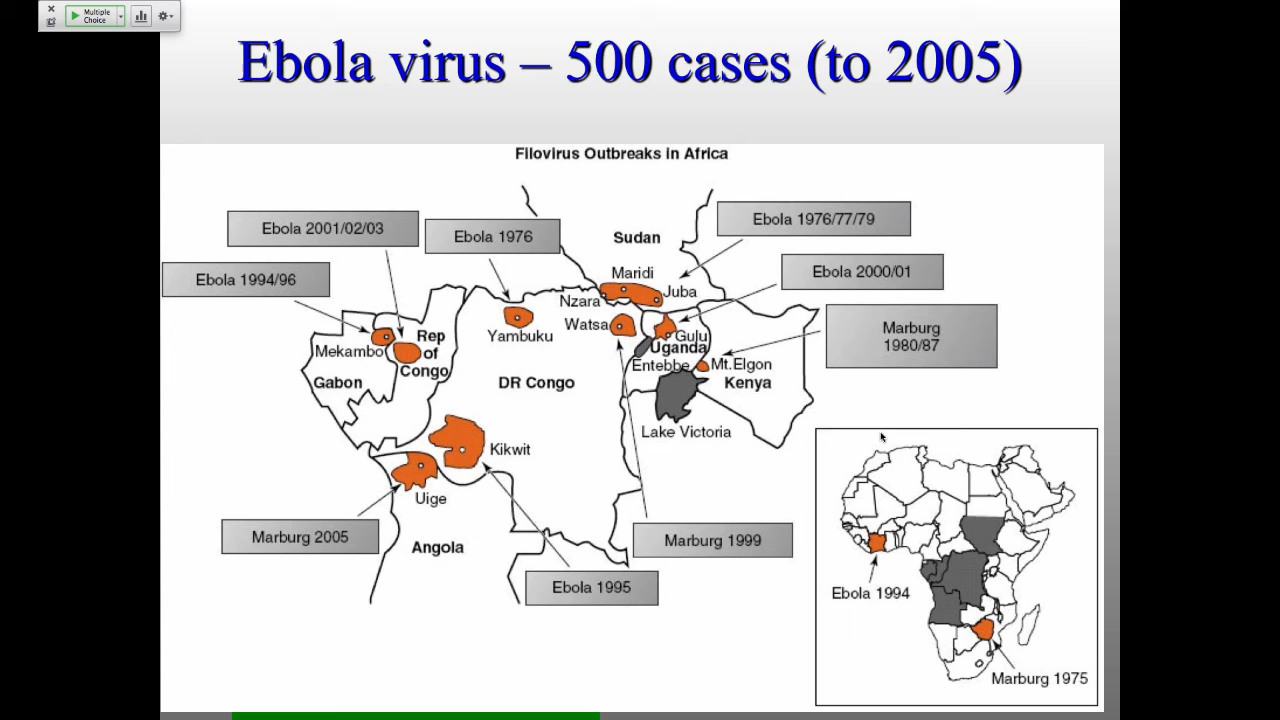 Multiple
Choice
Ebola virus – 500 cases (to 2005)
Filovirus Outbreaks in Africa
Ebola 2001/02/03
Ebola 1976
Ebola 1976/77/79
Sudan
Ebola 1994/96
Ebola 2000/01
Maridi
Juba
Nzara
Marburg
1980/87
Watsa
Yambuku
Gulu
Rep
of
Congo
Mekambo
Uganda
Entebbe
Mt.Elgon
Gabon
DR Congo
Kenya
Lake Victoria
Kikwit
Uige
Marburg 2005
Angola
Marburg 1999
Ebola 1995
Ebola 1994
Marburg 1975